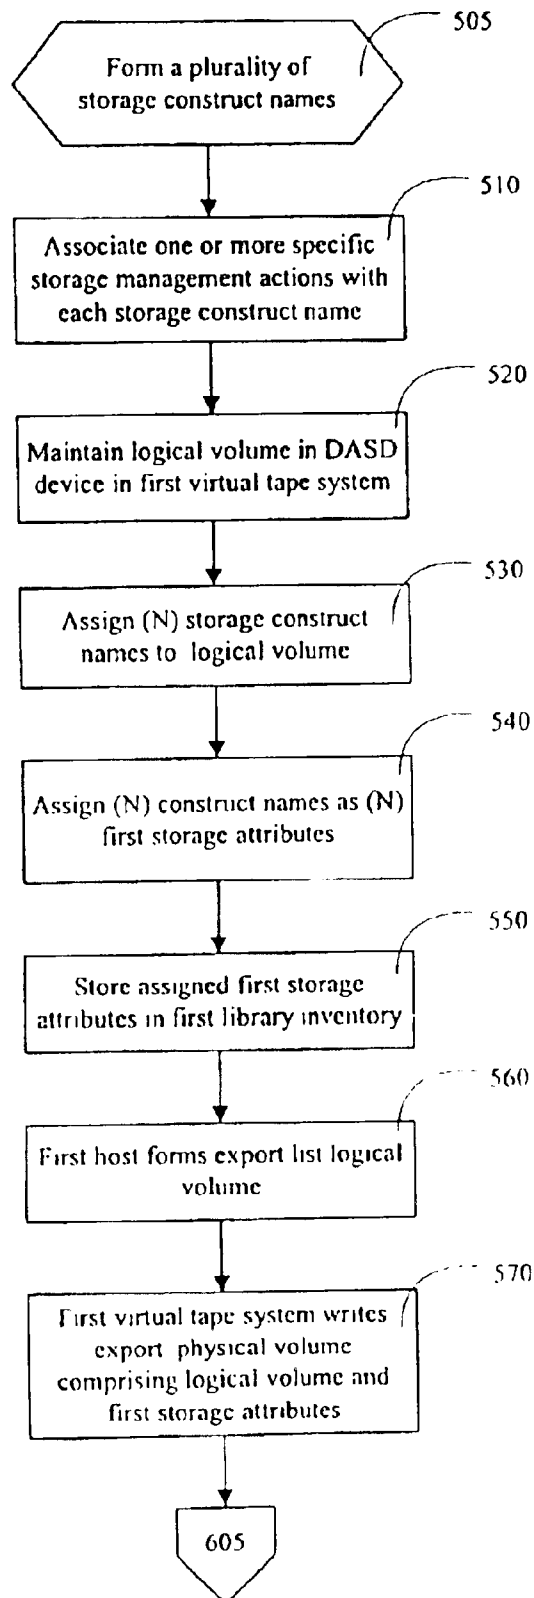 505
Form a plurality of
storage construct names
510
Associate one or more specific
storage management actions with
each storage construct name
520
Maintain logical volume in DASD
device in first virtual tape system
530
Assign (N) storage construct
names to logical volume
540
Assign (N) construct names as (N)
first storage attributes
550
Store assigned first storage
attributes in first library inventory
560
First host forms export list logical
volume
570
First virtual tape system writes
export physical volume
comprising logical volume and
first storage attributes
605